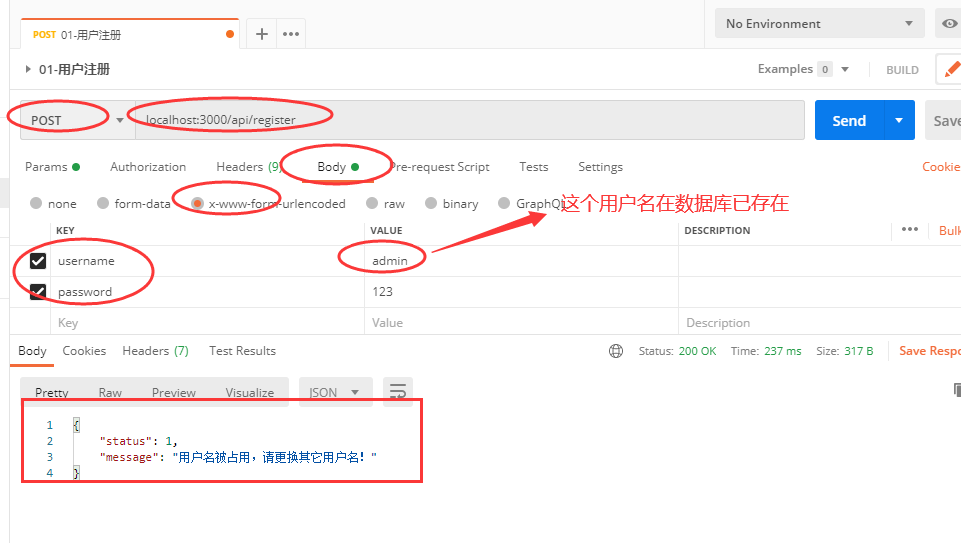 POST 01-用户注册
No Environment
01-用户注册
Examples 0
BUILD
POST
localhost:3000/api/register
Send
Save
Params
Authorization
Headers (9)
Body
Pre-request Script
Tests
Settings
Cookie
none
form-data
x-www-form-urlencoded
raw
binary
GraphQL
这个用户名在数据库已存在
KEY
VALUE
DESCRIPTION
Bulk
username
admin
password
123
Key
Value
Description
Body
Cookies
Headers (7)
Test Results
Status: 200 OK
Time: 237 ms
Size: 317 B
Save Respo
Pretty
Raw
Preview
Visualize
JSON
1 {
2 "status": 1,
3 "message": "用户名被占用，请更换其它用户名！"
4 }